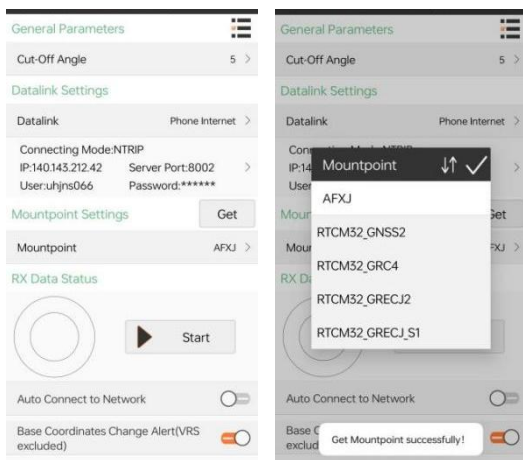 General Parameters
Cut-Off Angle 5
Datalink Settings
Datalink Phone Internet
Connecting Mode:NTRIP
IP:140.143.212.42 Server Port:8002
User:uhjns066 Password:******
Mountpoint Settings Get
Mountpoint AFXJ
RX Data Status
Start
Auto Connect to Network
Base Coordinates Change Alert(VRS
excluded)
General Parameters
Cut-Off Angle 5
Datalink Settings
Datalink Phone Internet
Mountpoint
AFXJ
RTCM32_GNSS2
RTCM32_GRC4
RTCM32_GRECJ2
RTCM32_GRECJ_S1
Auto Connect to Network
Get Mountpoint successfully!